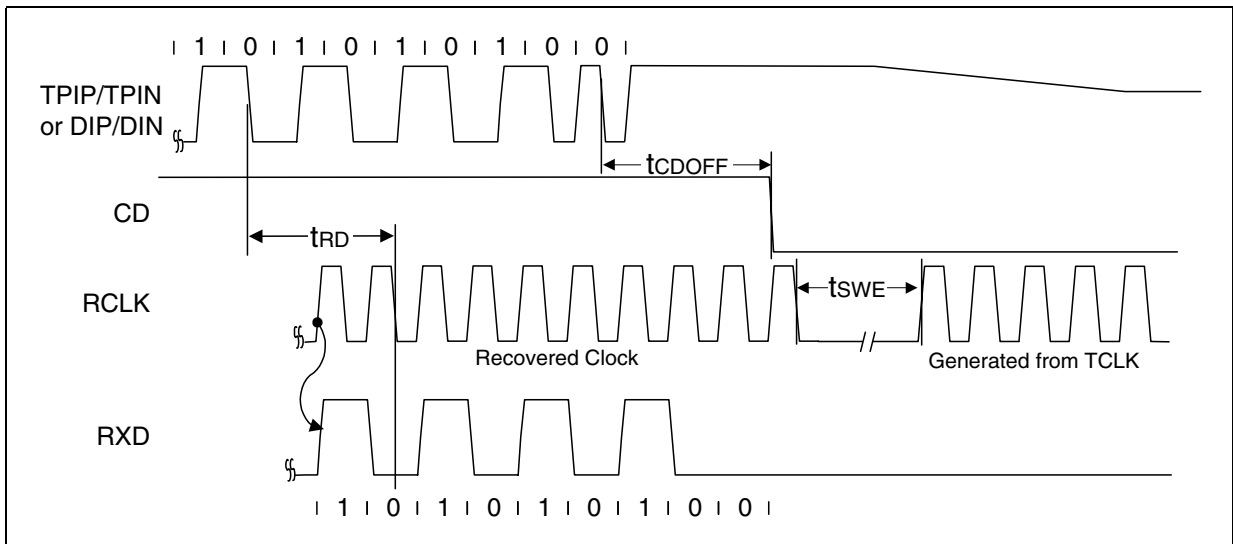 1 0 1 0 1 0 1 0 0
TPIP/TPIN
or DIP/DIN
tCDOFF
CD
tRD
RCLK
tSWE
Recovered Clock
Generated from TCLK
RXD
1 0 1 0 1 0 1 0 0